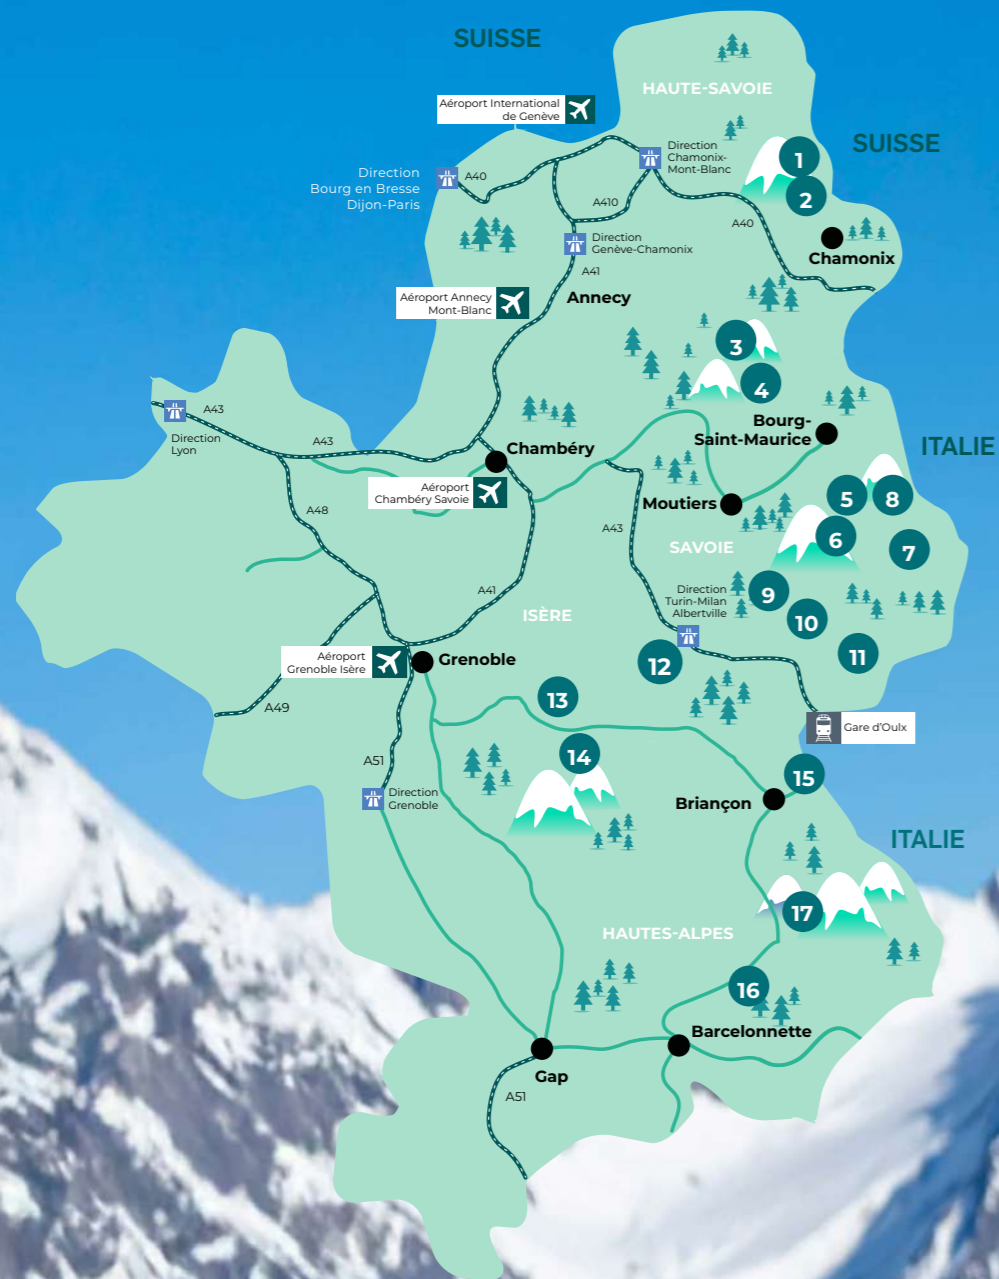 SUISSE
HAUTE-SAVOIE
Aéroport International
de Genève
SUISSE
Direction
Chamonix-
Mont-Blanc
1
2
Direction
Bourg en Bresse
Dijon-Paris
A40
A410
A40
Direction
Genève-Chamonix
Chamonix
A41
Annecy
Aéroport Annecy
Mont-Blanc
3
4
A43
Direction
Lyon
A43
Chambéry
Bourg-
Saint-Maurice
ITALIE
Aéroport
Chambéry Savoie
Moutiers
5
8
A48
A43
SAVOIE
6
7
A41
ISÈRE
Direction
Turin-Milan
Albertville
9
10
11
Aéroport
Grenoble Isère
Grenoble
12
13
A49
Gare d'Oulx
A51
14
15
Direction
Grenoble
Briançon
ITALIE
HAUTES-ALPES
17
16
Barcelonnette
Gap
A51